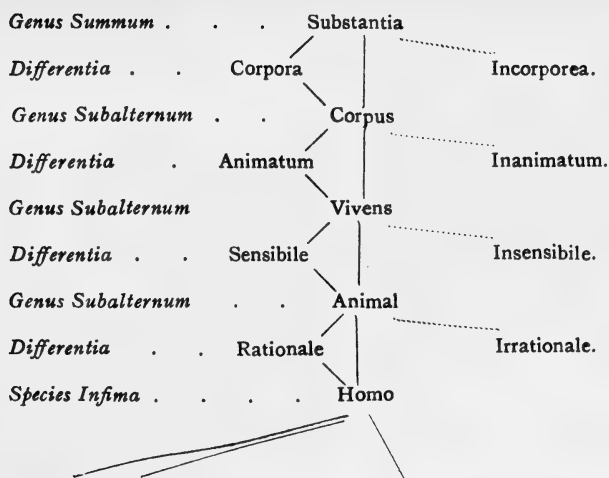 Genus Summum . . . Substantia
Differentia . . Corpora Incorporea.
Genus Subalternum . . Corpus
Differentia . Animatum Inanimatum.
Genus Subalternum Vivens
Differentia . . Sensibile Insensibile.
Genus Subalternum . . Animal
Differentia . . Rationale Irrationale.
Species Infima . . . . Homo